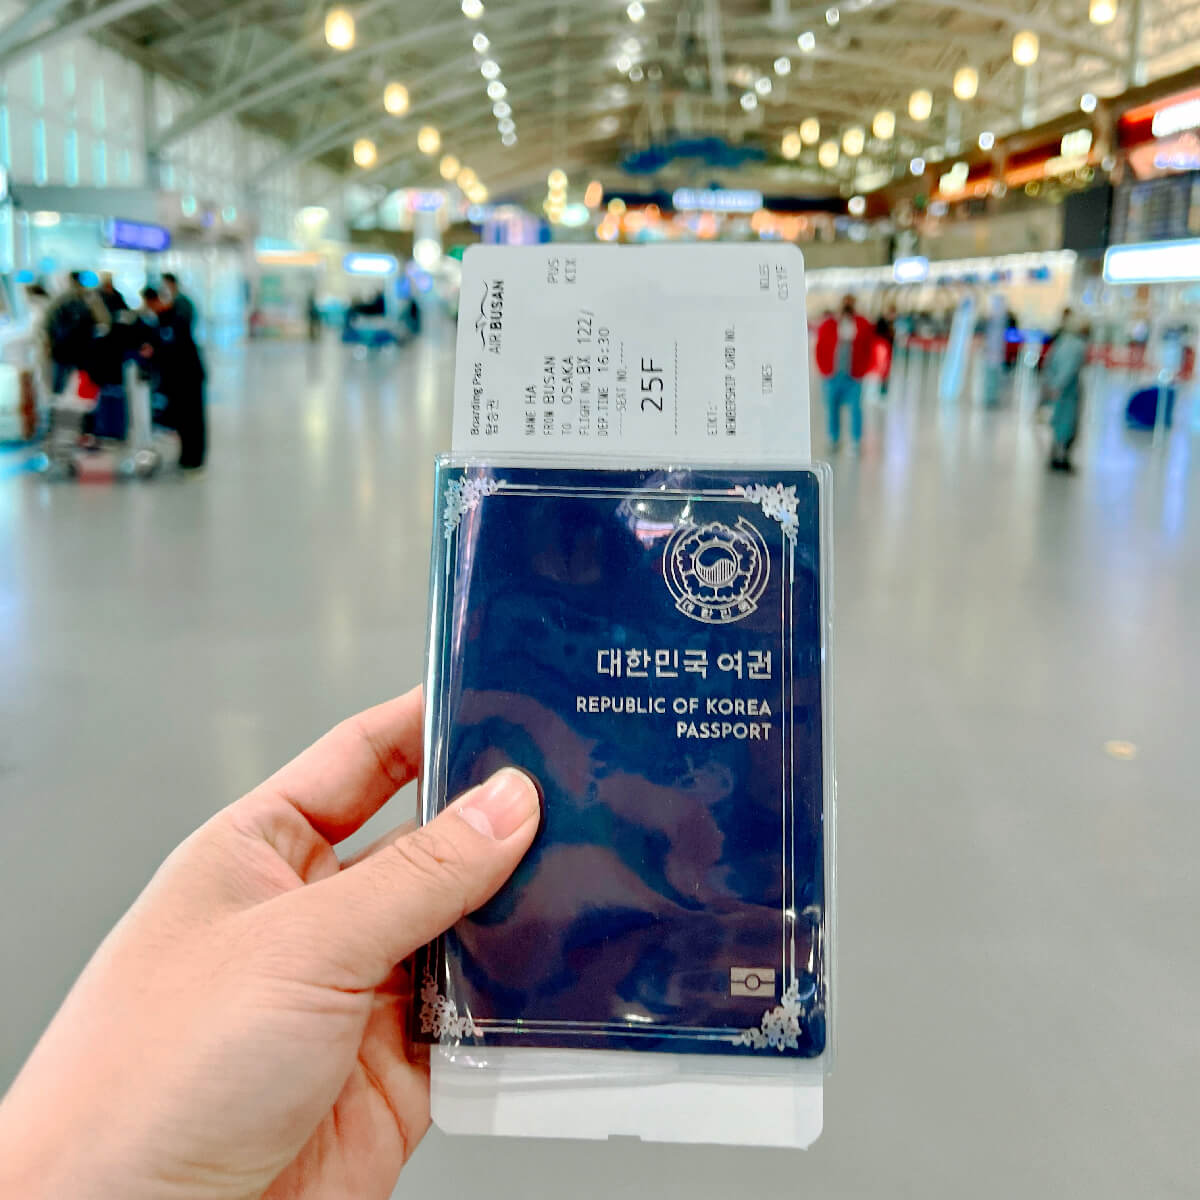 Boarding Pass
탑승권
AIR BUSAN
PUS
KIX
NAME HA
FROM BUSAN
TO OSAKA
FLIGHT NO. BX 122/
DEP.TIME 16:30
SEAT NO.
25F
ETKT:
MEMBERSHIP CARD NO.
대한민국
대한민국 여권
REPUBLIC OF KOREA
PASSPORT